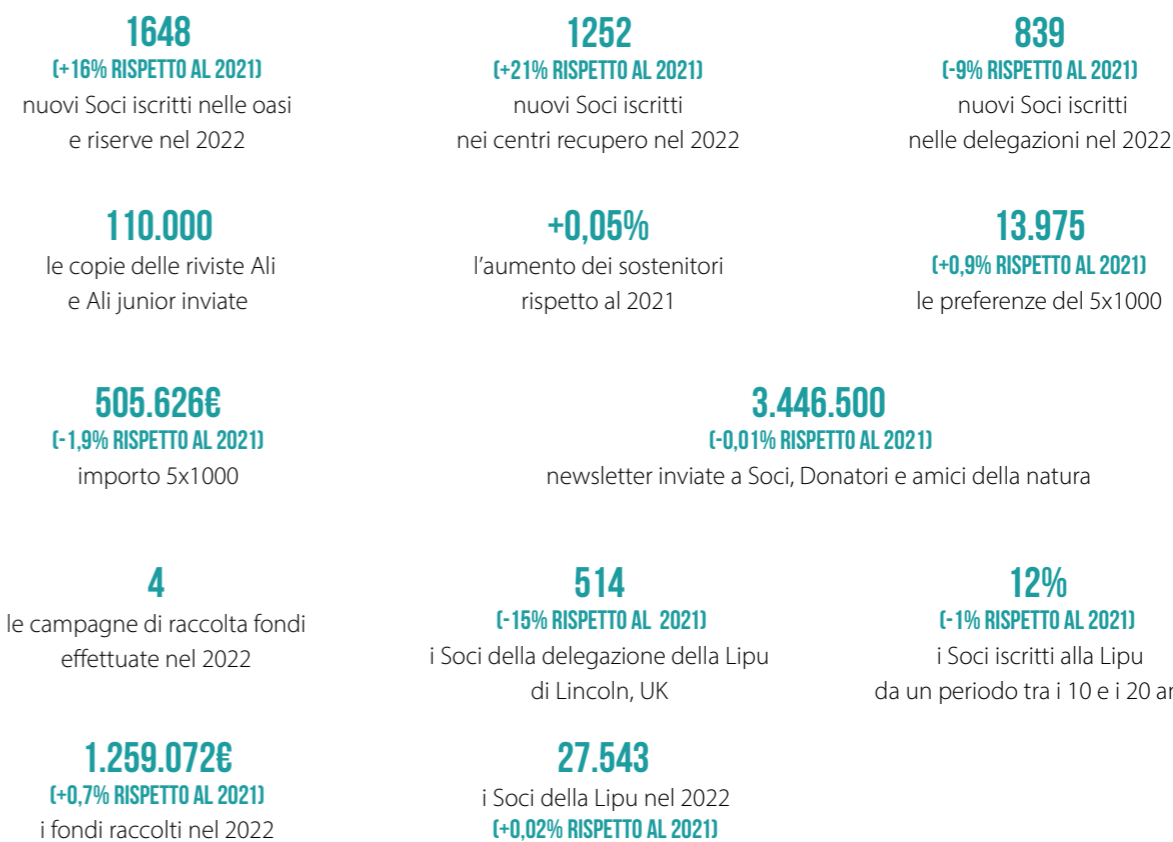 1648
(+16% RISPETTO AL 2021)
nuovi Soci iscritti nelle oasi
e riserve nel 2022
1252
(+21% RISPETTO AL 2021)
nuovi Soci iscritti
nei centri recupero nel 2022
839
(-9% RISPETTO AL 2021)
nuovi Soci iscritti
nelle delegazioni nel 2022
110.000
le copie delle riviste Ali
e Ali junior inviate
+0,05%
l'aumento dei sostenitori
rispetto al 2021
13.975
(+0,9% RISPETTO AL 2021)
le preferenze del 5x1000
505.626€
(-1,9% RISPETTO AL 2021)
importo 5x1000
3.446.500
(-0,01% RISPETTO AL 2021)
newsletter inviate a Soci, Donatori e amici della natura
4
le campagne di raccolta fondi
effettuate nel 2022
514
(-15% RISPETTO AL 2021)
i Soci della delegazione della Lipu
di Lincoln, UK
12%
(-1% RISPETTO AL 2021)
i Soci iscritti alla Lipu
da un periodo tra i 10 e i 20
1.259.072€
(+0,7% RISPETTO AL 2021)
i fondi raccolti nel 2022
27.543
i Soci della Lipu nel 2022
(+0,02% RISPETTO AL 2021)